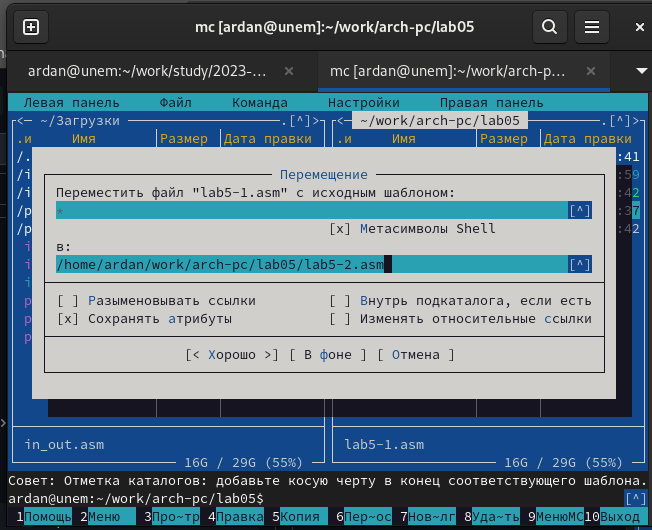 mc [ardan@unem]:~/work/arch-pc/lab05
ardan@unem:~/work/study/2023-...
mc [ardan@unem]:~/work/arch-p...
Левая панель Файл Команда Настройки Правая панель
<─ ~/Загрузки .[^]> <─ ~/work/arch-pc/lab05 .[^]>
.и Имя Размер Дата правки .и Имя Размер Дата правки
/. :41
/i :59
/i :42
/p :37
/p :42
i
i
i
p
p
p
Перемещение
Переместить файл "lab5-1.asm" с исходным шаблоном:
* [^]
[x] Метасимволы Shell
в:
/home/ardan/work/arch-pc/lab05/lab5-2.asm [^]
[ ] Разыменовывать ссылки [ ] Внутрь подкаталога, если есть
[x] Сохранять атрибуты [ ] Изменять относительные ссылки
[< Хорошо >] [ В фоне ] [ Отмена ]
in_out.asm lab5-1.asm
16G / 29G (55%) 16G / 29G (55%)
Совет: Отметка каталогов: добавьте косую черту в конец соответствующего шаблона.
ardan@unem:~/work/arch-pc/lab05$ [^]
1Помощь 2Меню 3Про~тр 4Правка 5Копия 6Пер~ос 7Нов~лг 8Уда~ть 9МенюМС 10Выход